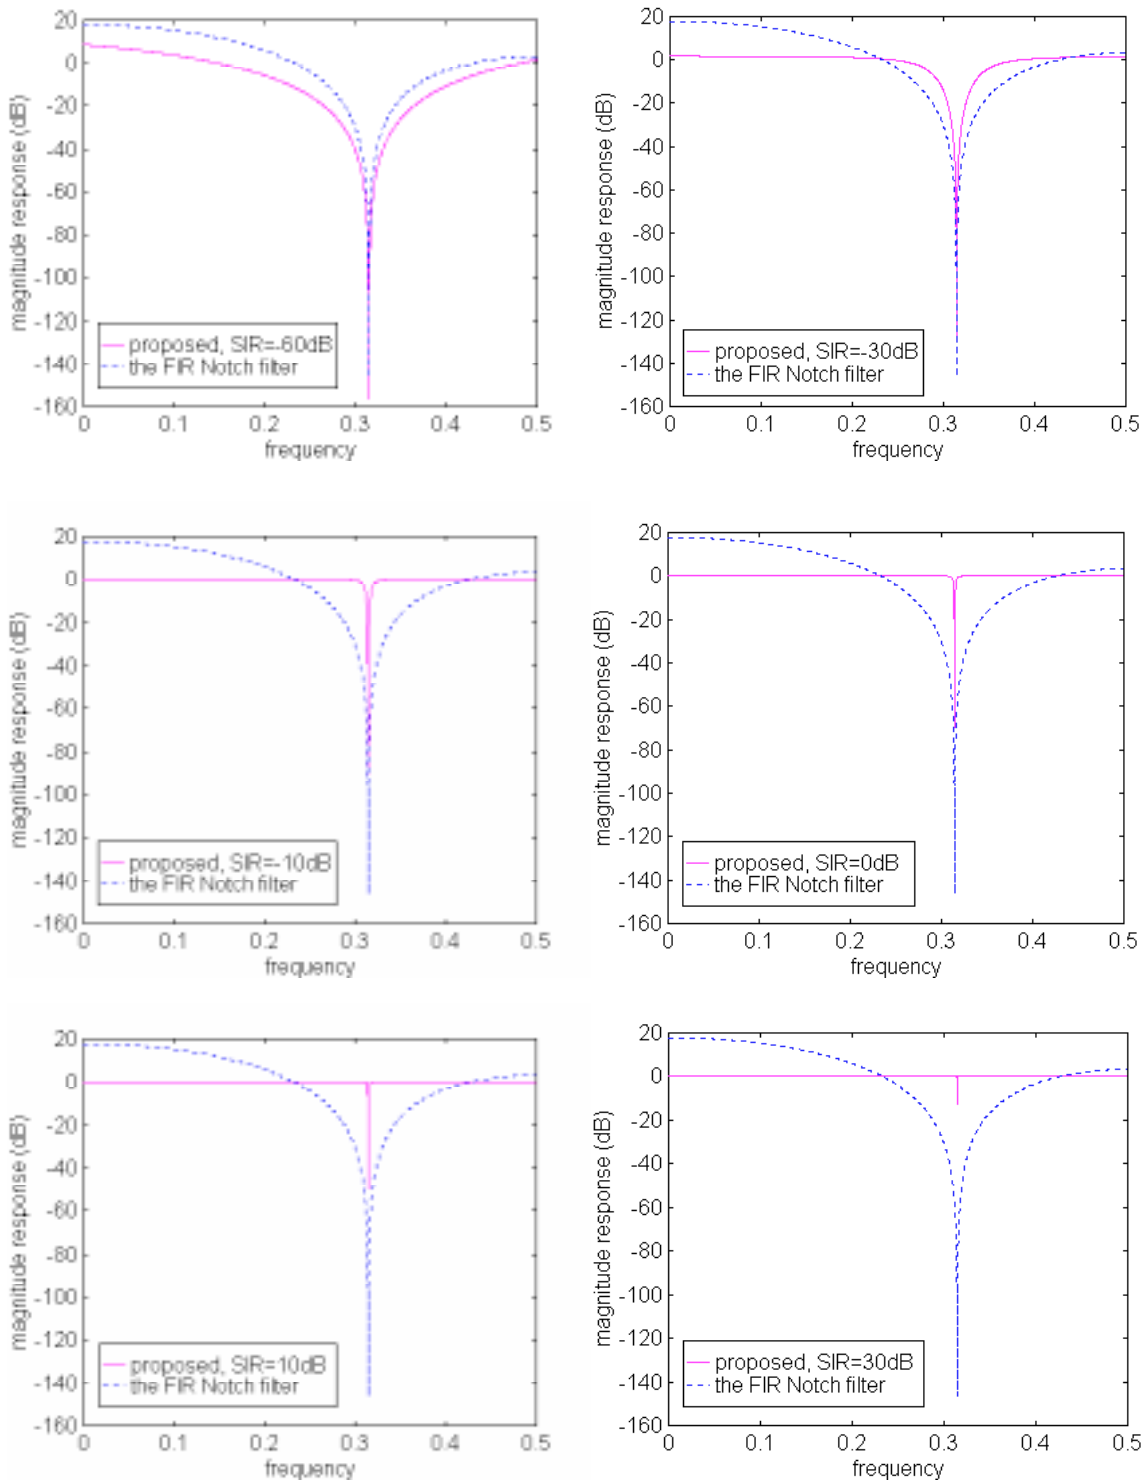 20
0
-20
-40
-60
-80
-100
-120
-140
-160
magnitude response (dB)
proposed, SIR=-60dB
the FIR Notch filter
0 0.1 0.2 0.3 0.4 0.5
frequency
20
0
-20
-40
-60
-80
-100
-120
-140
-160
magnitude response (dB)
proposed, SIR=-30dB
the FIR Notch filter
0 0.1 0.2 0.3 0.4 0.5
frequency
20
0
-20
-40
-60
-80
-100
-120
-140
-160
magnitude response (dB)
proposed, SIR=-10dB
the FIR Notch filter
0 0.1 0.2 0.3 0.4 0.5
frequency
20
0
-20
-40
-60
-80
-100
-120
-140
-160
magnitude response (dB)
proposed, SIR=0dB
the FIR Notch filter
0 0.1 0.2 0.3 0.4 0.5
frequency
20
0
-20
-40
-60
-80
-100
-120
-140
-160
magnitude response (dB)
proposed, SIR=10dB
the FIR Notch filter
0 0.1 0.2 0.3 0.4 0.5
frequency
20
0
-20
-40
-60
-80
-100
-120
-140
-160
magnitude response (dB)
proposed, SIR=30dB
the FIR Notch filter
0 0.1 0.2 0.3 0.4 0.5
frequency